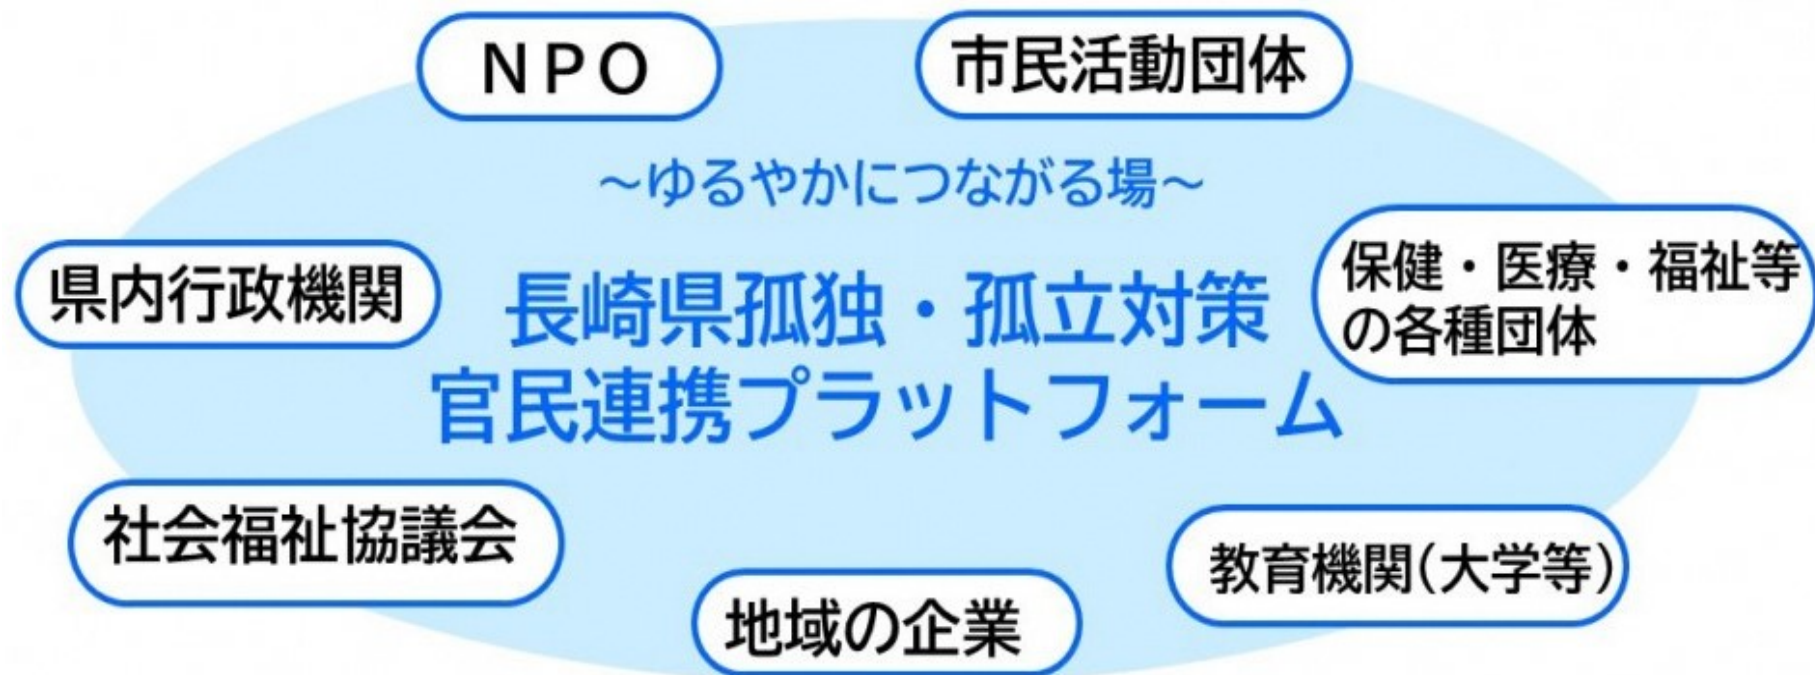 ＮＰＯ
市民活動団体
～ゆるやかにつながる場～
県内行政機関
長崎県孤独・孤立対策
官民連携プラットフォーム
保健・医療・福祉等
の各種団体
社会福祉協議会
教育機関（大学等）
地域の企業